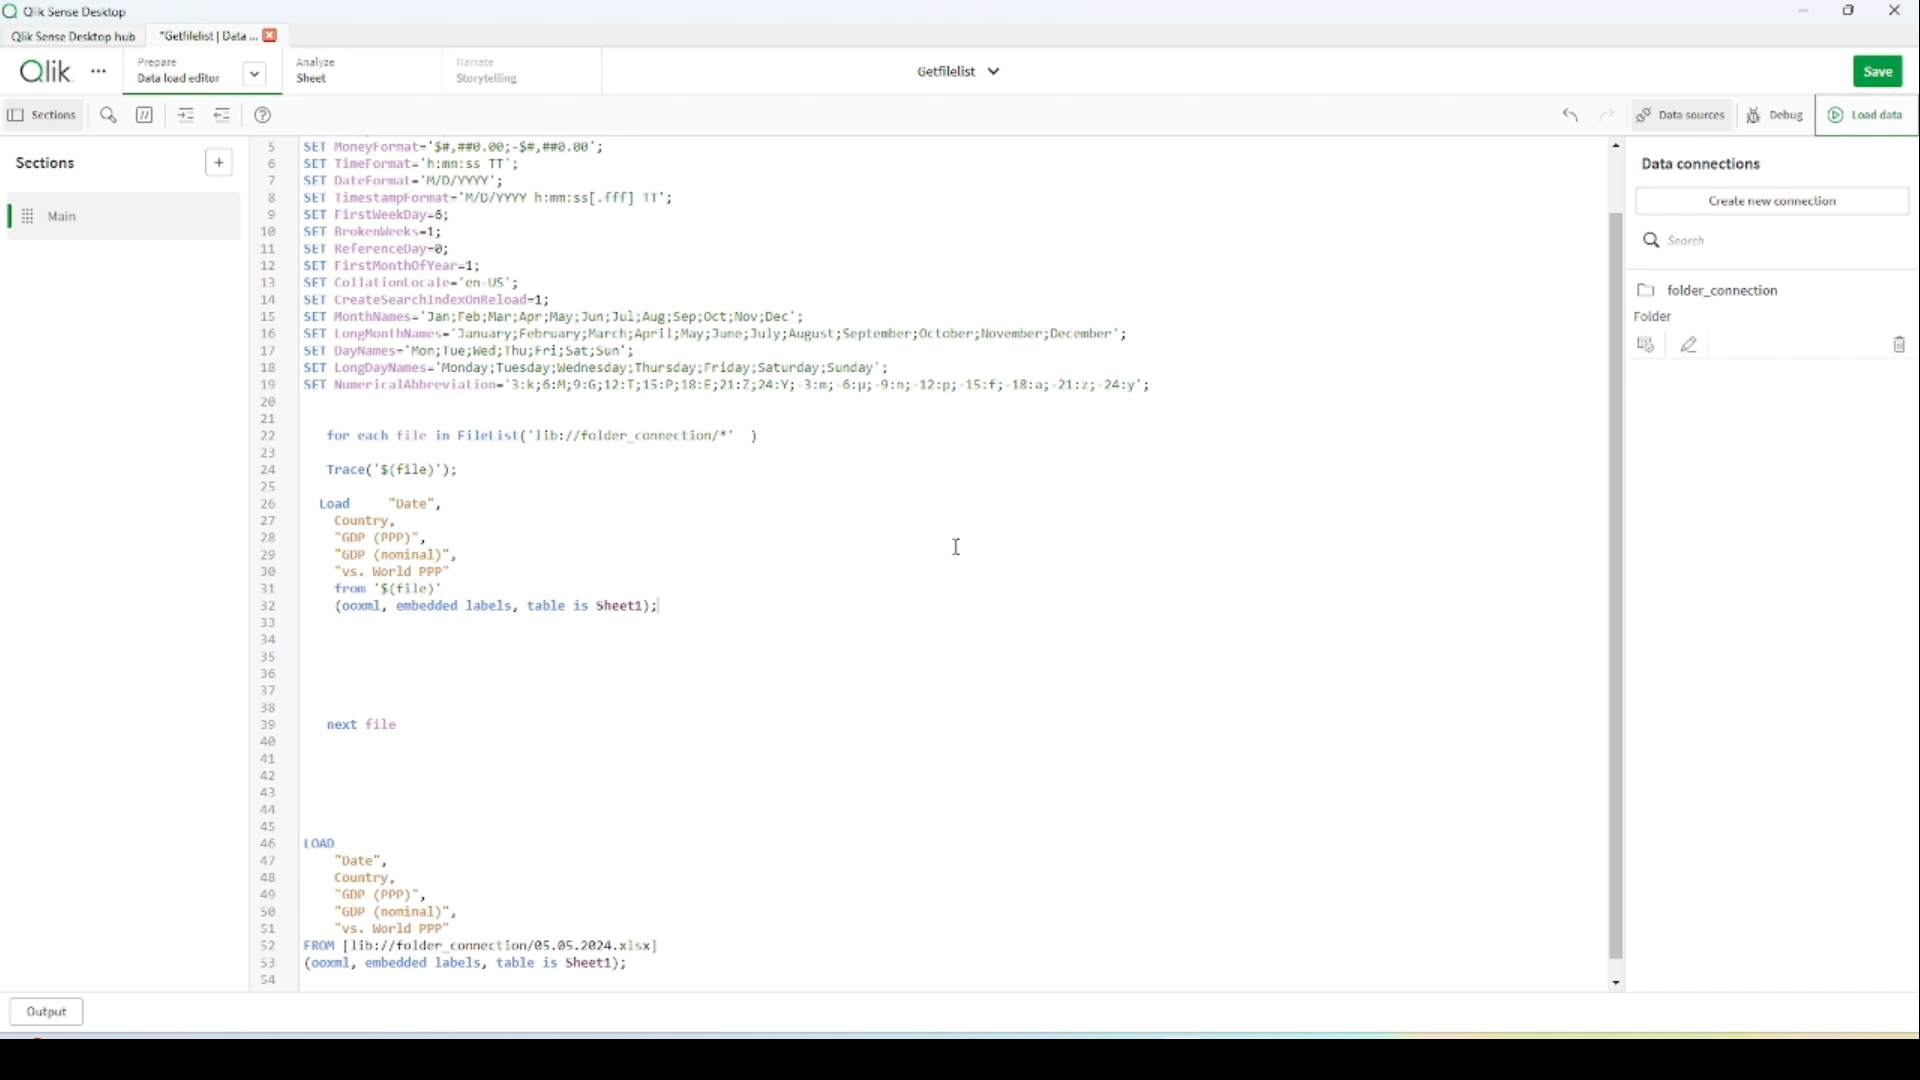 Qlik Sense Desktop
Qlik Sense Desktop hub
*Getfilelist | Data ...
Qlik
Prepare
Data load editor
Analyze
Sheet
Narrate
Storytelling
Getfilelist
Save
Sections
Data sources
Debug
Load data
Sections
Main
5 SET MoneyFormat='$#,##0.00;-$#,##0.00';
6 SET TimeFormat='h:mm:ss TT';
7 SET DateFormat='M/D/YYYY';
8 SET TimestampFormat='M/D/YYYY h:mm:ss[.fff] TT';
9 SET FirstWeekDay=6;
10 SET BrokenWeeks=1;
11 SET ReferenceDay=0;
12 SET FirstMonthOfYear=1;
13 SET CollationLocale='en-US';
14 SET CreateSearchIndexOnReload=1;
15 SET MonthNames='Jan;Feb;Mar;Apr;May;Jun;Jul;Aug;Sep;Oct;Nov;Dec';
16 SET LongMonthNames='January;February;March;April;May;June;July;August;September;October;November;December';
17 SET DayNames='Mon;Tue;Wed;Thu;Fri;Sat;Sun';
18 SET LongDayNames='Monday;Tuesday;Wednesday;Thursday;Friday;Saturday;Sunday';
19 SET NumericalAbbreviation='3:k;6:M;9:G;12:T;15:P;18:E;21:Z;24:Y;-3:m;-6:μ;-9:n;-12:p;-15:f;-18:a;-21:z;-24:y';
20
21
22 for each file in FileList('lib://folder_connection/*' )
23
24 Trace('$(file)');
25
26 Load "Date",
27 Country,
28 "GDP (PPP)",
29 "GDP (nominal)",
30 "vs. World PPP"
31 from '$(file)'
32 (ooxml, embedded labels, table is Sheet1);
33
34
35
36
37
38
39 next file
40
41
42
43
44
45
46 LOAD
47 "Date",
48 Country,
49 "GDP (PPP)",
50 "GDP (nominal)",
51 "vs. World PPP"
52 FROM [lib://folder_connection/05.05.2024.xlsx]
53 (ooxml, embedded labels, table is Sheet1);
54
Data connections
Create new connection
Search
folder_connection
Folder
Output